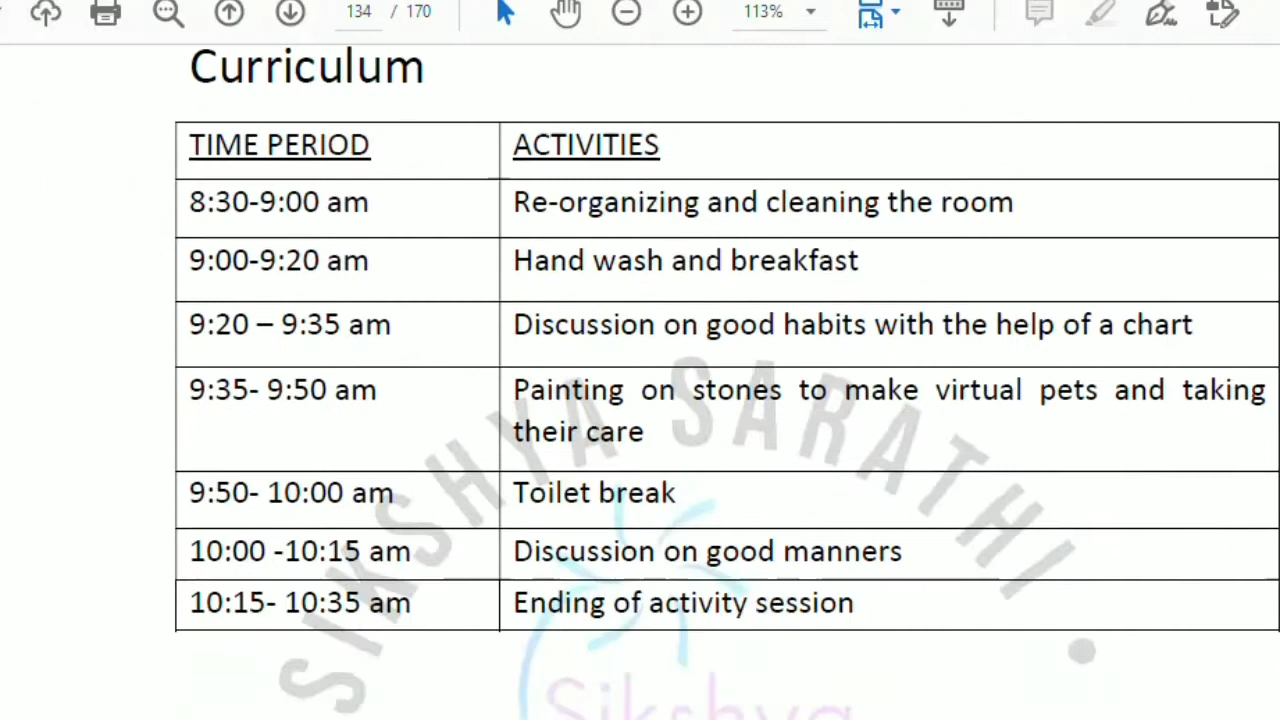 134 / 170
113%
Curriculum
TIME PERIOD ACTIVITIES
8:30-9:00 am Re-organizing and cleaning the room
9:00-9:20 am Hand wash and breakfast
9:20 – 9:35 am Discussion on good habits with the help of a chart
9:35- 9:50 am Painting on stones to make virtual pets and taking
their care
9:50- 10:00 am Toilet break
10:00 -10:15 am Discussion on good manners
10:15- 10:35 am Ending of activity session
SIKSHYA SARATHI
Sikshya